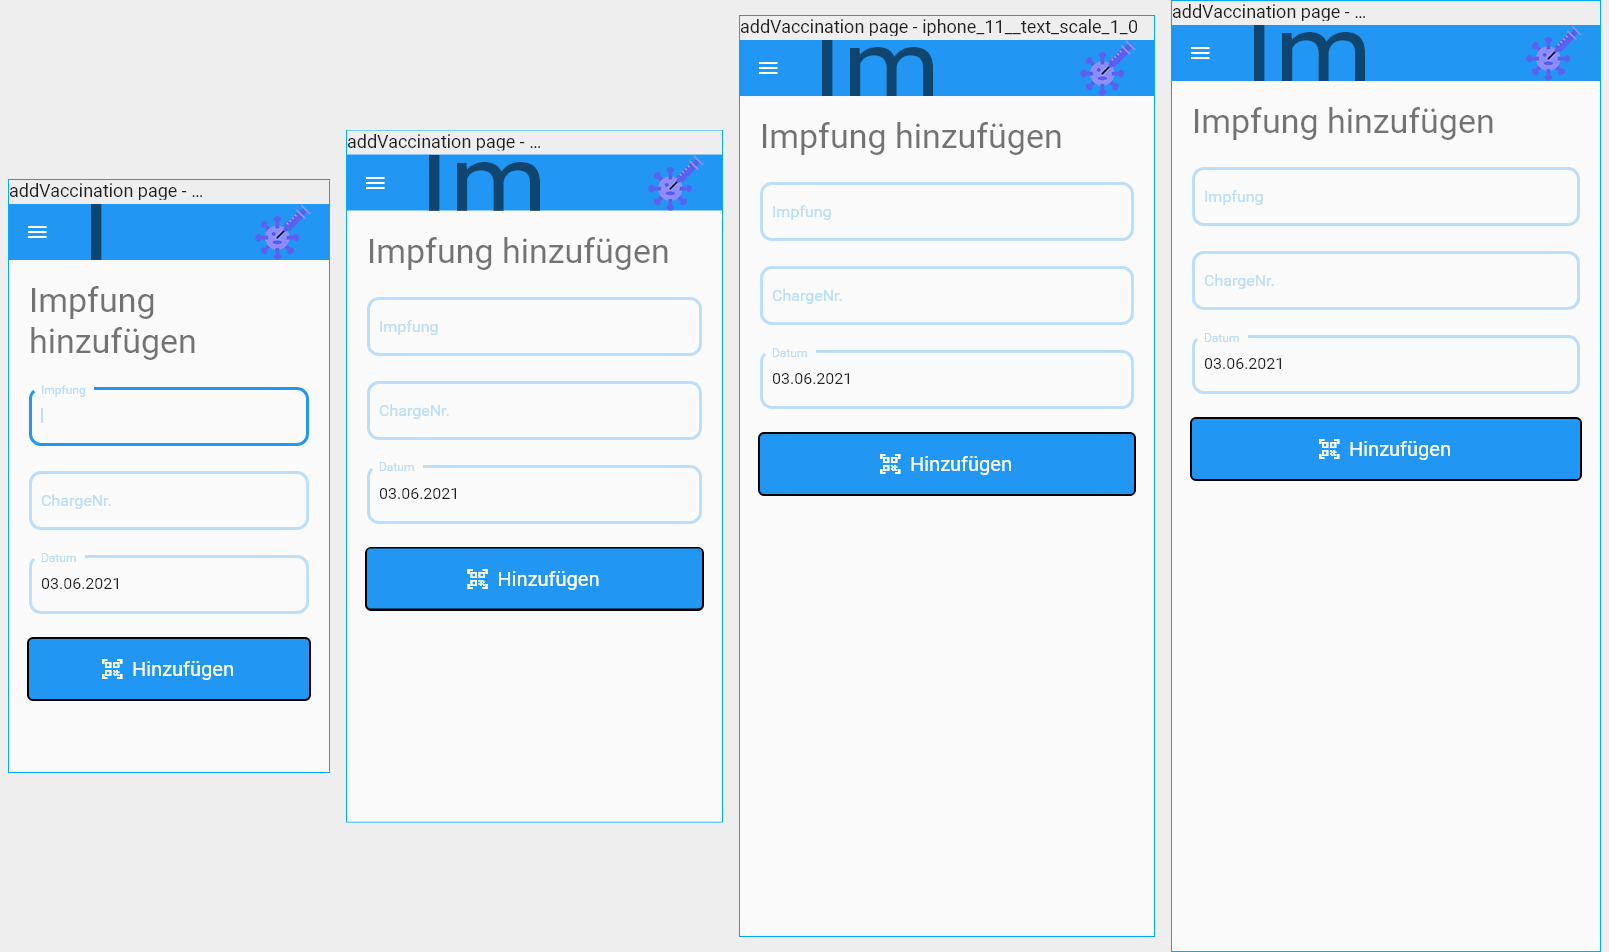 addVaccination page - ...
I
Impfung
hinzufügen
Impfung
ChargeNr.
Datum
03.06.2021
Hinzufügen
addVaccination page - ...
Im
Impfung hinzufügen
Impfung
ChargeNr.
Datum
03.06.2021
Hinzufügen
addVaccination page - iphone_11__text_scale_1_0
Im
Impfung hinzufügen
Impfung
ChargeNr.
Datum
03.06.2021
Hinzufügen
addVaccination page - ...
Im
Impfung hinzufügen
Impfung
ChargeNr.
Datum
03.06.2021
Hinzufügen